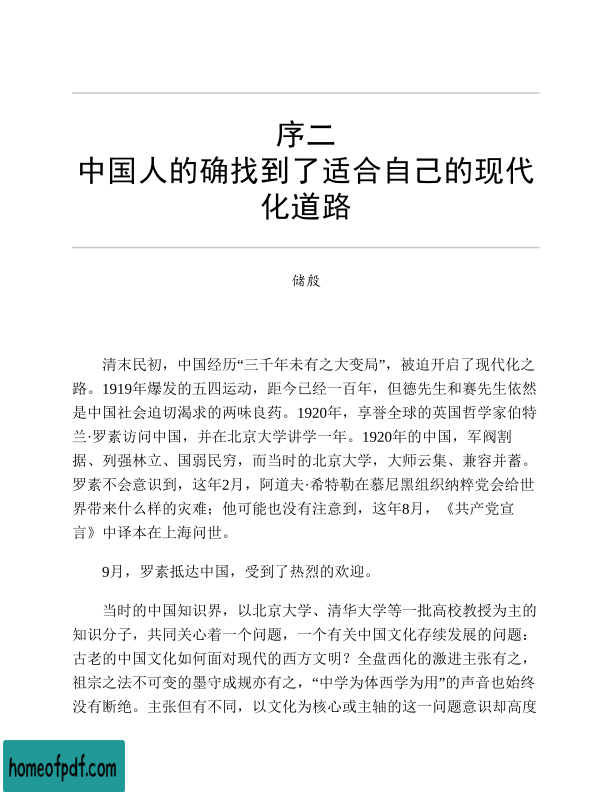 序二
中国人的确找到了适合自己的现代
化道路
储殷
清末民初，中国经历“三千年未有之大变局”，被迫开启了现代化之
路。1919年爆发的五四运动，距今已经一百年，但德先生和赛先生依然
是中国社会迫切渴求的两味良药。1920年，享誉全球的英国哲学家伯特
兰·罗素访问中国，并在北京大学讲学一年。1920年的中国，军阀割
据、列强林立、国弱民穷，而当时的北京大学，大师云集、兼容并蓄。
罗素不会意识到，这年2月，阿道夫·希特勒在慕尼黑组织纳粹党会给世
界带来什么样的灾难；他可能也没有注意到，这年8月，《共产党宣
言》中译本在上海问世。
9月，罗素抵达中国，受到了热烈的欢迎。
当时的中国知识界，以北京大学、清华大学等一批高校教授为主的
知识分子，共同关心着一个问题，一个有关中国文化存续发展的问题：
古老的中国文化如何面对现代的西方文明？全盘西化的激进主张有之，
祖宗之法不可变的墨守成规亦有之，“中学为体西学为用”的声音也始终
没有断绝。主张但有不同，以文化为核心或主轴的这一问题意识却高度
homeofpdf.com